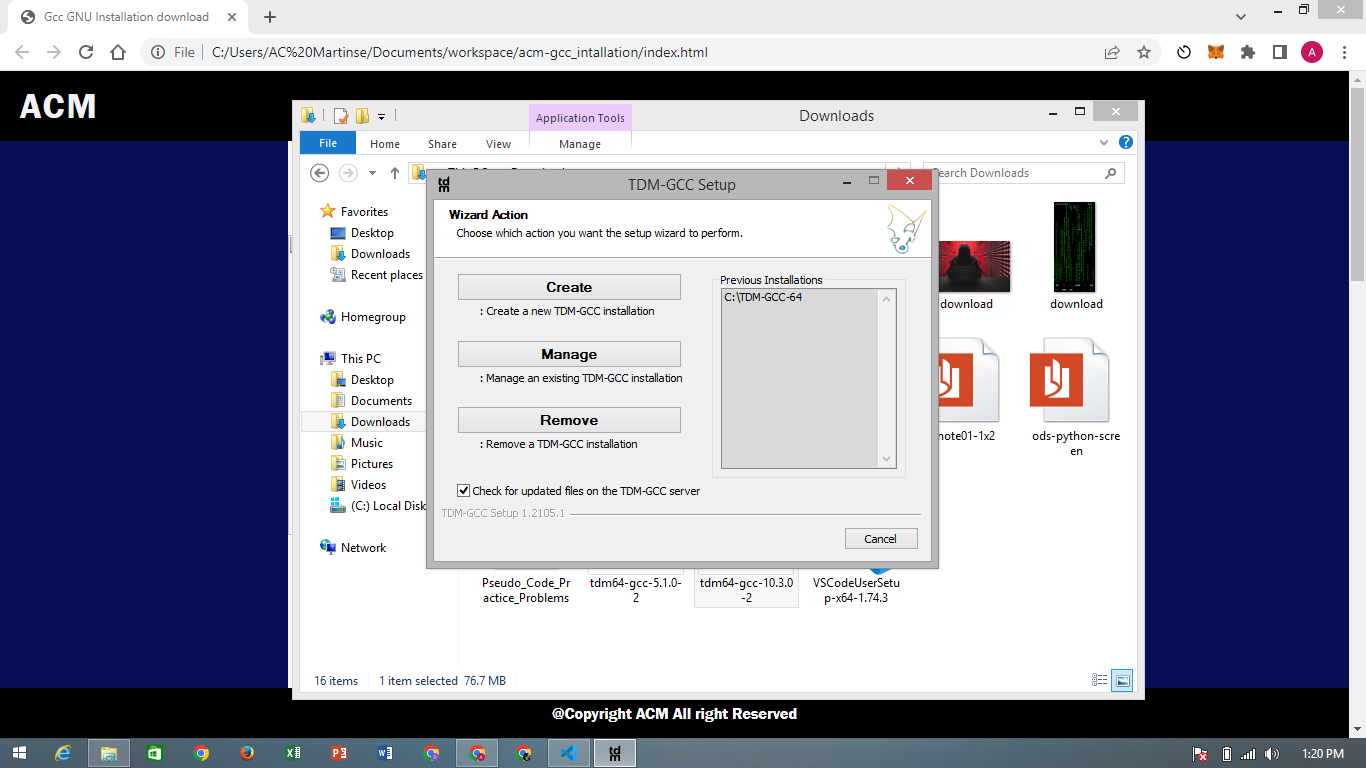 Gcc GNU Installation download
File
C:/Users/AC%20Martinse/Documents/workspace/acm-gcc_intallation/index.html
A
ACM
Application Tools
Downloads
File
Home
Share
View
Manage
Search Downloads
Favorites
Desktop
Downloads
Recent places
Homegroup
This PC
Desktop
Documents
Downloads
Music
Pictures
Videos
(C:) Local Disk
Network
TDM-GCC Setup
Wizard Action
Choose which action you want the setup wizard to perform.
Create
: Create a new TDM-GCC installation
Manage
: Manage an existing TDM-GCC installation
Remove
: Remove a TDM-GCC installation
Previous Installations
C:\TDM-GCC-64
Check for updated files on the TDM-GCC server
TDM-GCC Setup 1.2105.1
Cancel
download
download
note01-1x2
ods-python-scre
en
Pseudo_Code_Pr
actice_Problems
tdm64-gcc-5.1.0-
2
tdm64-gcc-10.3.0
-2
VSCodeUserSetu
p-x64-1.74.3
16 items
1 item selected 76.7 MB
@Copyright ACM All right Reserved
1:20 PM